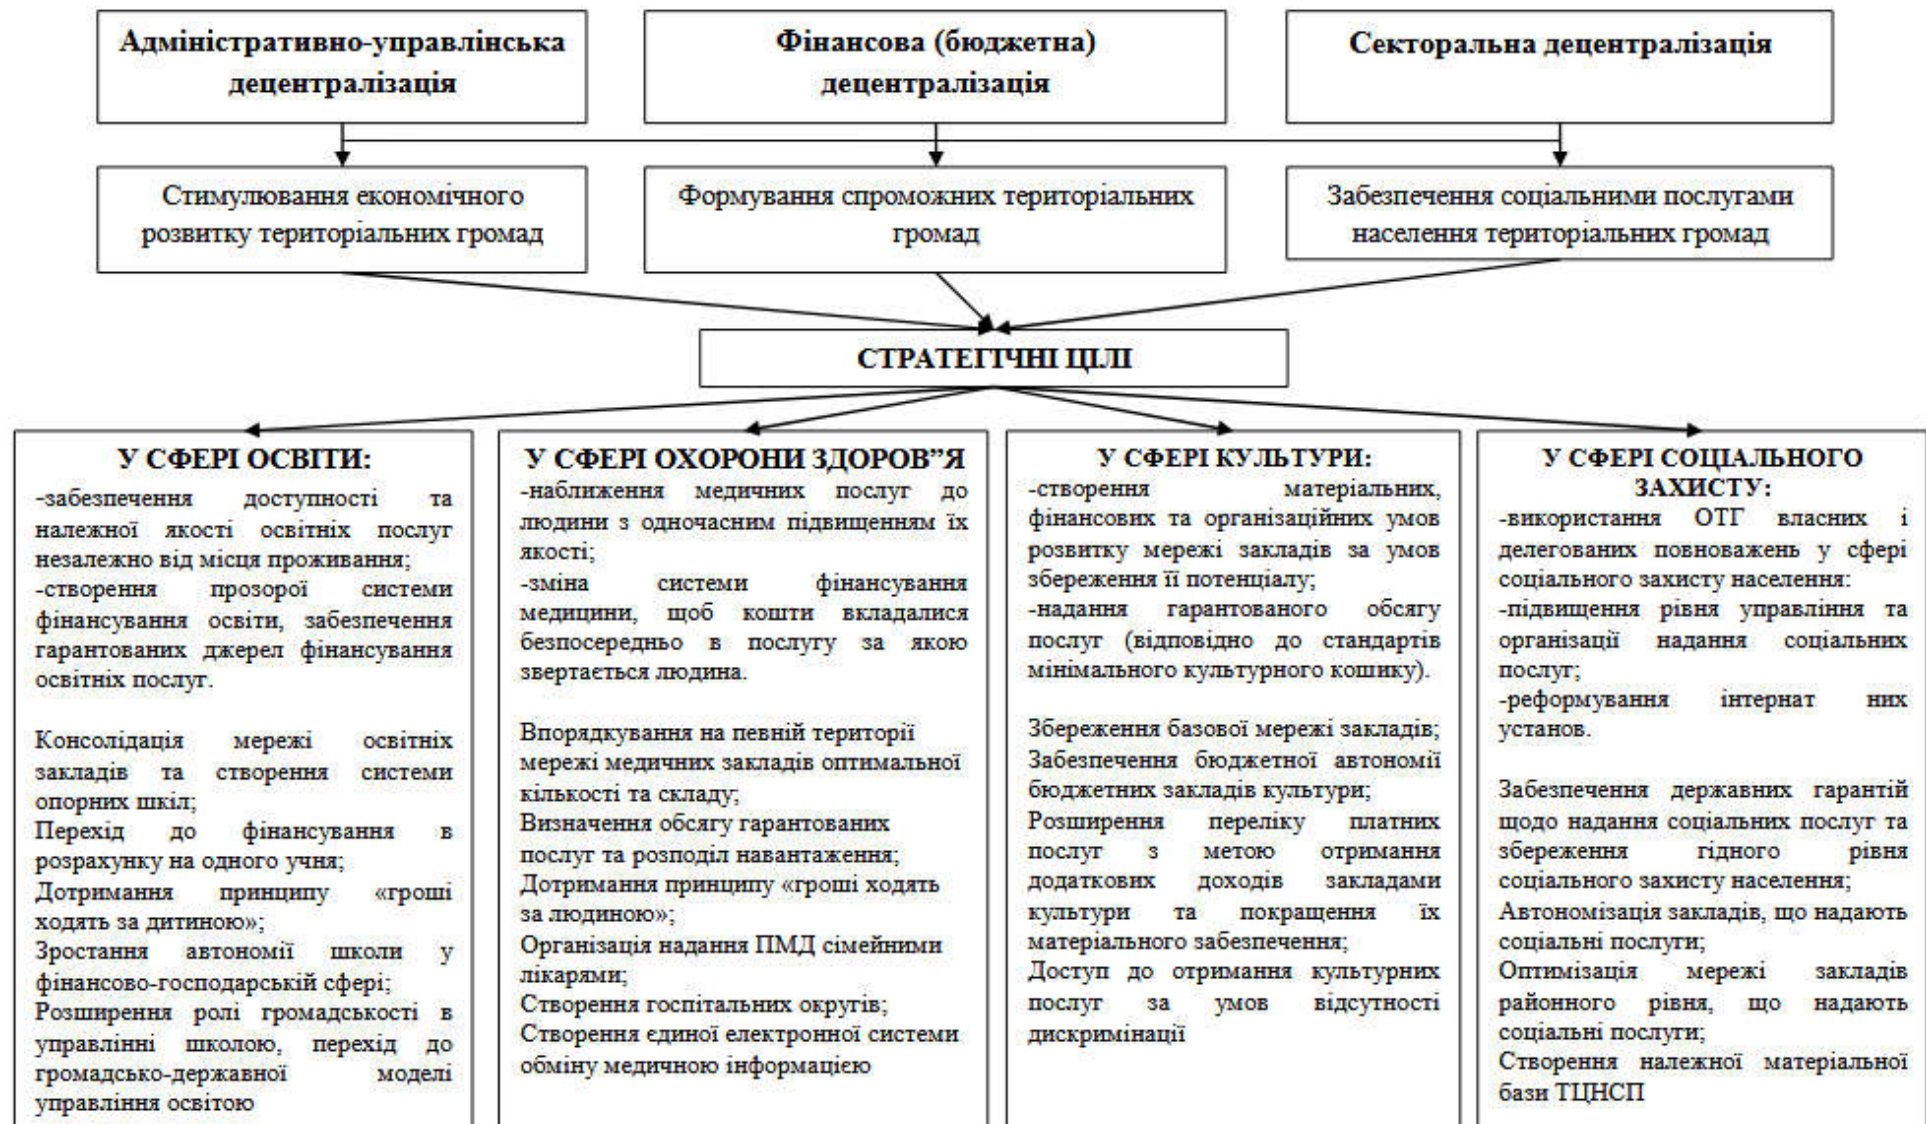 Адміністративно-управлінська
децентралізація
Фінансова (бюджетна)
децентралізація
Секторальна децентралізація
Стимулювання економічного
розвитку територіальних громад
Формування спроможних територіальних
громад
Забезпечення соціальними послугами
населення територіальних громад
СТРАТЕГІЧНІ ЦІЛІ
У СФЕРІ ОСВІТИ:
-забезпечення доступності та
належної якості освітніх послуг
незалежно від місця проживання;
-створення прозорої системи
фінансування освіти, забезпечення
гарантованих джерел фінансування
освітніх послуг.
Консолідація мережі освітніх
закладів та створення системи
опорних шкіл;
Перехід до фінансування в
розрахунку на одного учня;
Дотримання принципу «гроші
ходять за дитиною»;
Зростання автономії школи у
фінансово-господарській сфері;
Розширення ролі громадськості в
управлінні школою, перехід до
громадсько-державної моделі
управління освітою
У СФЕРІ ОХОРОНИ ЗДОРОВ"Я
-наближення медичних послуг до
людини з одночасним підвищенням їх
якості;
-зміна системи фінансування
медицини, щоб кошти вкладалися
безпосередньо в послугу за якою
звертається людина.
Впорядкування на певній території
мережі медичних закладів оптимальної
кількості та складу;
Визначення обсягу гарантованих
послуг та розподіл навантаження;
Дотримання принципу «гроші ходять
за людиною»;
Організація надання ПМД сімейними
лікарями;
Створення госпітальних округів;
Створення єдиної електронної системи
обміну медичною інформацією
У СФЕРІ КУЛЬТУРИ:
-створення матеріальних,
фінансових та організаційних умов
розвитку мережі закладів за умов
збереження її потенціалу;
-надання гарантованого обсягу
послуг (відповідно до стандартів
мінімального культурного кошику).
Збереження базової мережі закладів;
Забезпечення бюджетної автономії
бюджетних закладів культури;
Розширення переліку платних
послуг з метою отримання
додаткових доходів закладами
культури та покращення їх
матеріального забезпечення;
Доступ до отримання культурних
послуг за умов відсутності
дискримінації
У СФЕРІ СОЦІАЛЬНОГО
ЗАХИСТУ:
-використання ОТГ власних і
делегованих повноважень у сфері
соціального захисту населення:
-підвищення рівня управління та
організації надання соціальних
послуг;
-реформування інтернат них
установ.
Забезпечення державних гарантій
щодо надання соціальних послуг та
збереження гідного рівня
соціального захисту населення;
Автономізація закладів, що надають
соціальні послуги;
Оптимізація мережі закладів
районного рівня, що надають
соціальні послуги;
Створення належної матеріальної
бази ТЦНСП